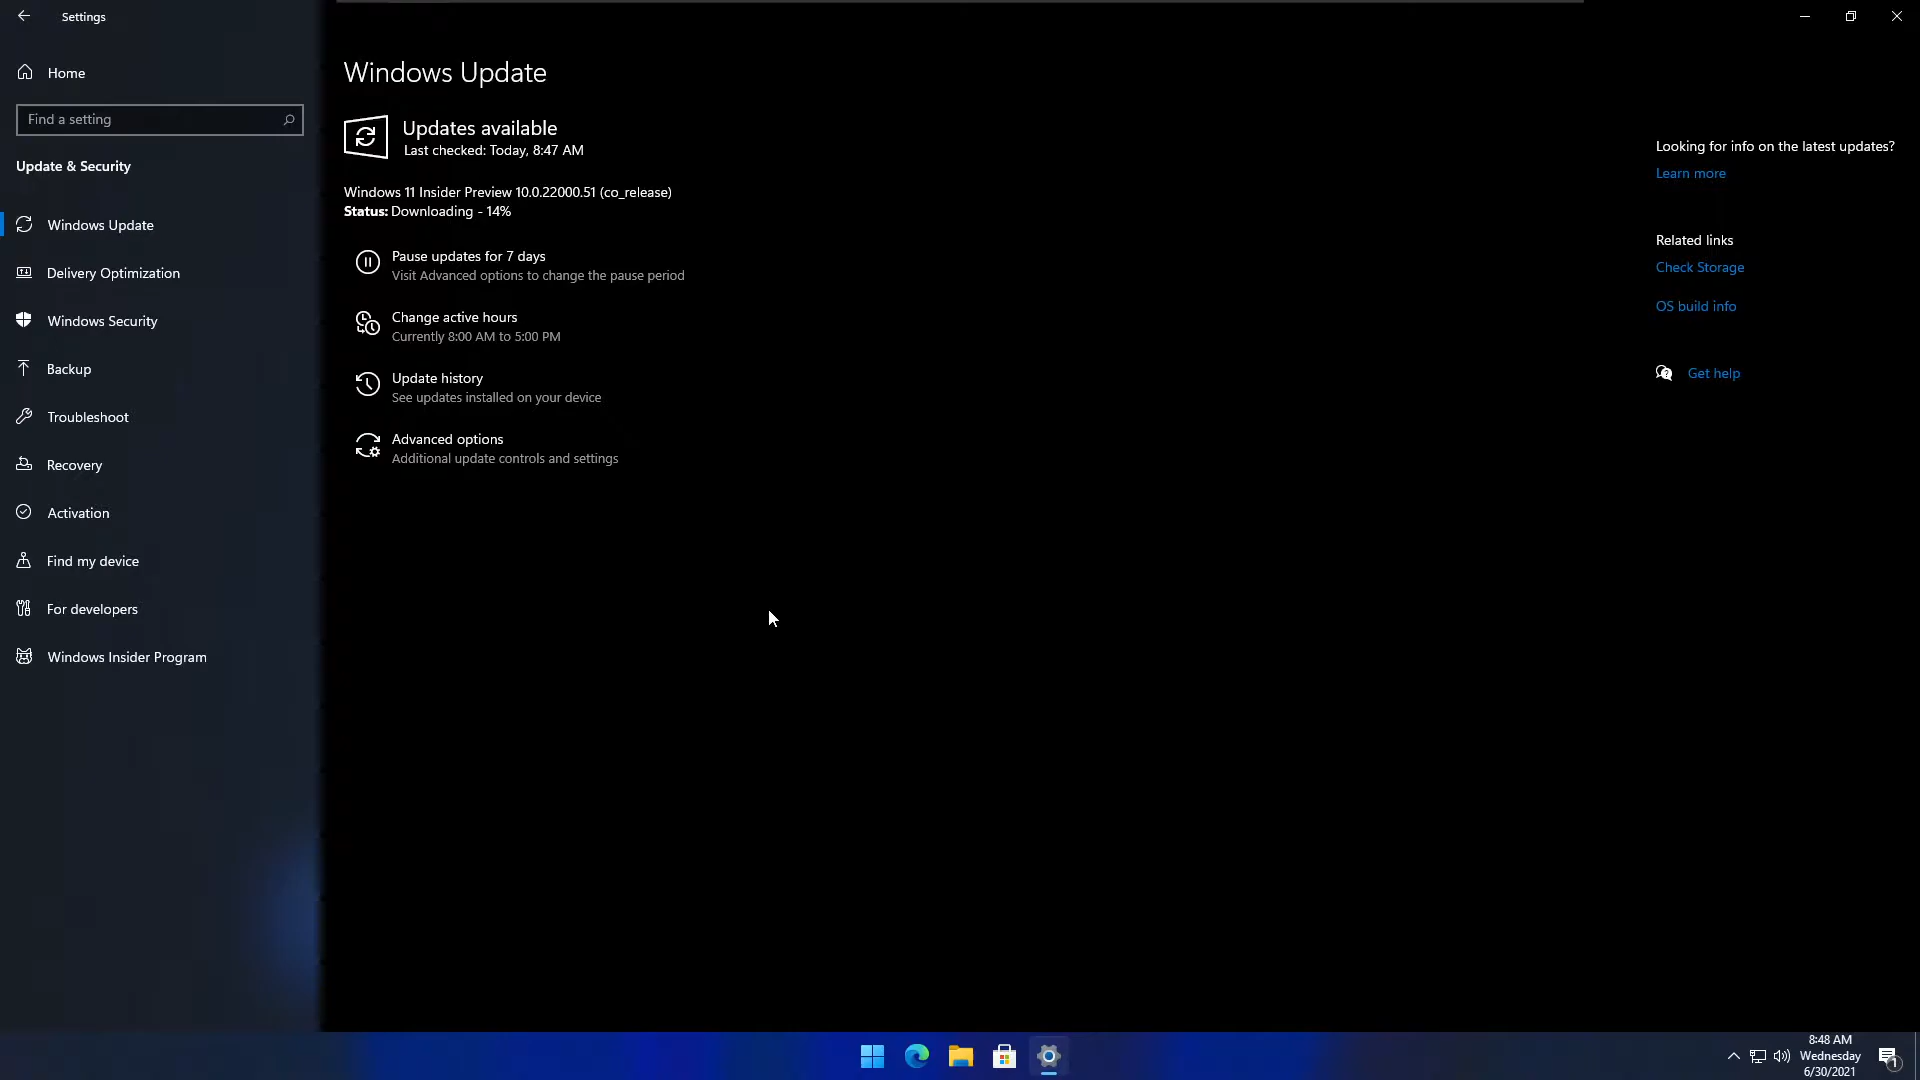 Settings
Home
Find a setting
Update & Security
Windows Update
Delivery Optimization
Windows Security
Backup
Troubleshoot
Recovery
Activation
Find my device
For developers
Windows Insider Program
Windows Update
Updates available
Last checked: Today, 8:47 AM
Windows 11 Insider Preview 10.0.22000.51 (co_release)
Status: Downloading - 14%
Pause updates for 7 days
Visit Advanced options to change the pause period
Change active hours
Currently 8:00 AM to 5:00 PM
Update history
See updates installed on your device
Advanced options
Additional update controls and settings
Looking for info on the latest updates?
Learn more
Related links
Check Storage
OS build info
Get help
8:48 AM
Wednesday
6/30/2021
1